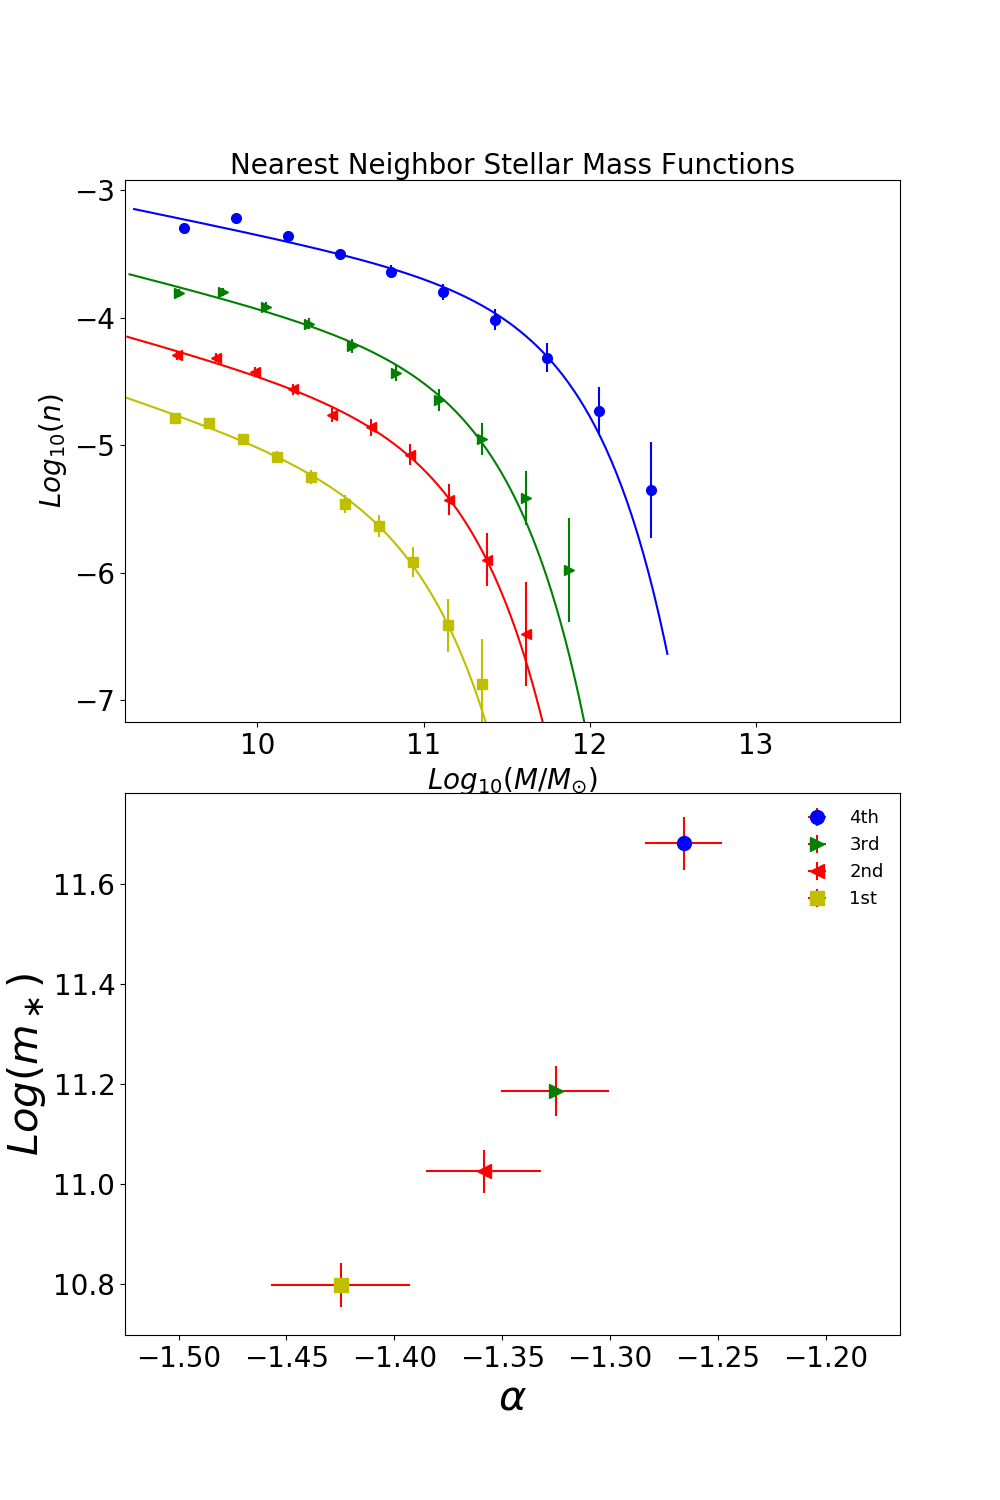 Nearest Neighbor Stellar Mass Functions
−3
−4
−5
−6
−7
Log₁₀(n)
10 11 12 13
Log₁₀(M/M☉)
4th
3rd
2nd
1st
11.6
11.4
11.2
11.0
10.8
Log(m∗)
−1.50 −1.45 −1.40 −1.35 −1.30 −1.25 −1.20
α